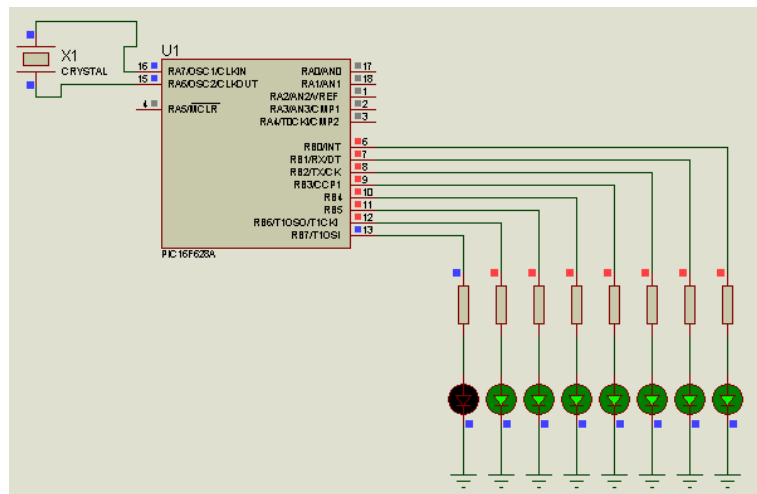 X1
CRYSTAL
U1
16
RA7/OSC1/CLKIN
15
RA6/OSC2/CLKOUT
4
RA5/MCLR
RA0/AN0
17
RA1/AN1
18
RA2/AN2/VREF
1
RA3/AN3/CMP1
2
RA4/T0CKI/CMP2
3
RB0/INT
6
RB1/RX/DT
7
RB2/TX/CK
8
RB3/CCP1
9
RB4
10
RB5
11
RB6/T1OSO/T1CKI
12
RB7/T1OSI
13
PIC16F628A